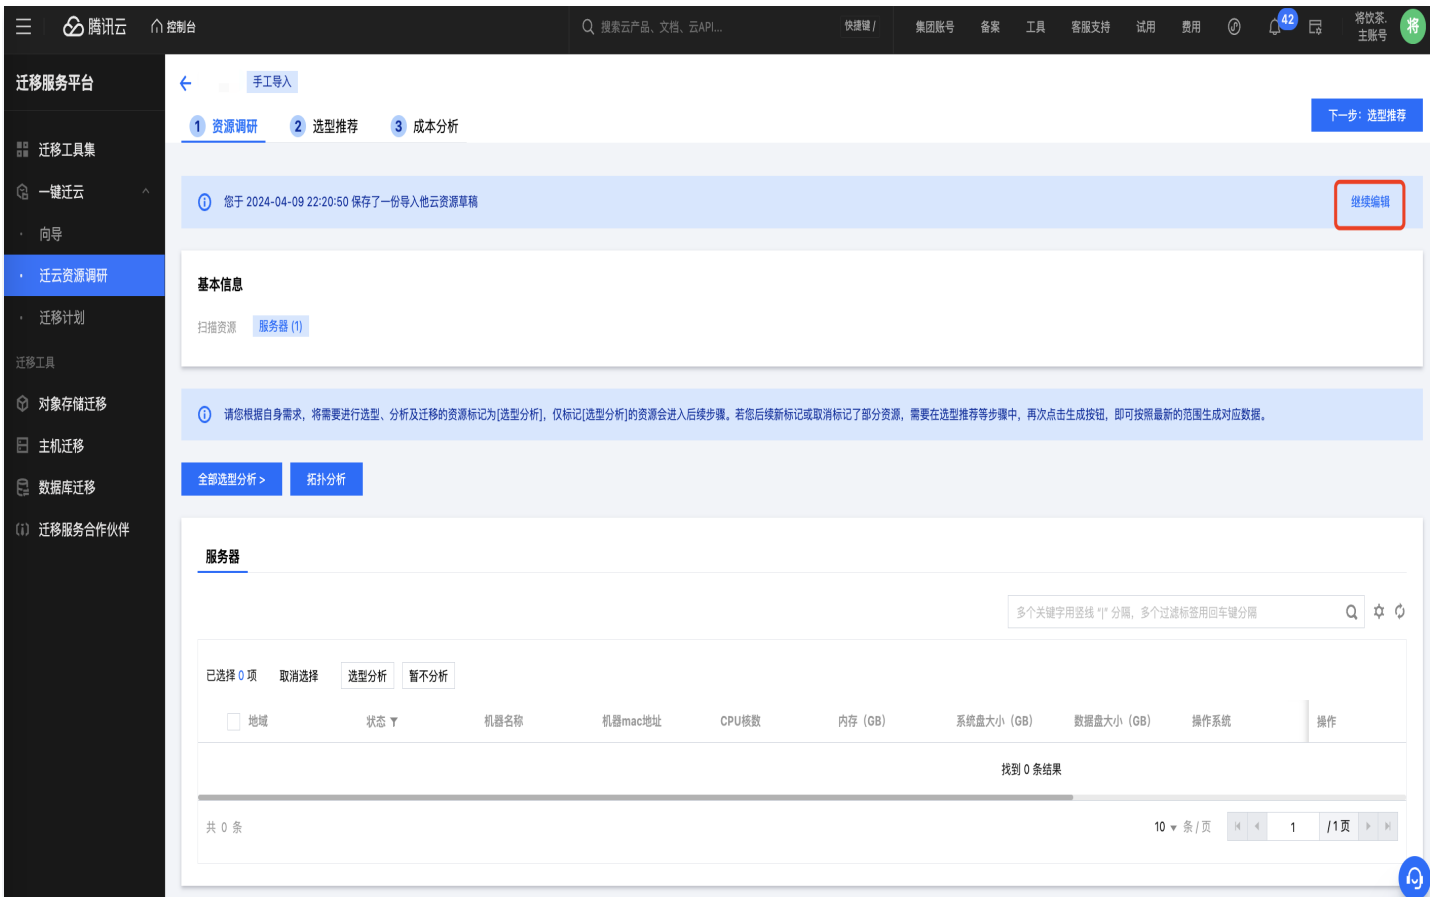 腾讯云 控制台 搜索云产品、文档、云API... 快捷键 / 集团账号 备案 工具 客服支持 试用 费用 42 将饮茶. 主账号 将
迁移服务平台
迁移工具集
一键迁云
向导
迁云资源调研
迁移计划
迁移工具
对象存储迁移
主机迁移
数据库迁移
迁移服务合作伙伴
手工导入
1 资源调研 2 选型推荐 3 成本分析
下一步：选型推荐
您于 2024-04-09 22:20:50 保存了一份导入他云资源草稿 继续编辑
基本信息
扫描资源 服务器 (1)
请您根据自身需求，将需要进行选型、分析及迁移的资源标记为[选型分析]，仅标记[选型分析]的资源会进入后续步骤。若您后续新标记或取消标记了部分资源，需要在选型推荐等步骤中，再次点击生成按钮，即可按照最新的范围生成对应数据。
全部选型分析 > 拓扑分析
服务器
多个关键字用竖线 "|" 分隔，多个过滤标签用回车键分隔
已选择 0 项 取消选择 选型分析 暂不分析
地域 状态 机器名称 机器mac地址 CPU核数 内存（GB） 系统盘大小（GB） 数据盘大小（GB） 操作系统 操作
找到 0 条结果
共 0 条 10 条 / 页 1 / 1 页